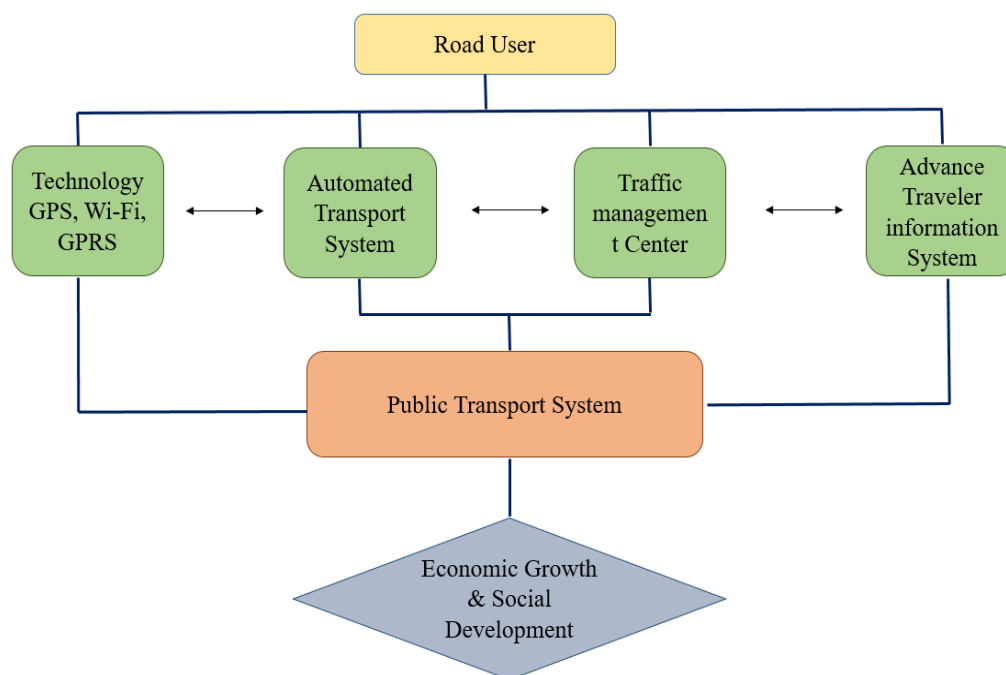 Road User
Technology
GPS, Wi-Fi,
GPRS
Automated
Transport
System
Traffic
managemen
t Center
Advance
Traveler
information
System
Public Transport System
Economic Growth
& Social
Development